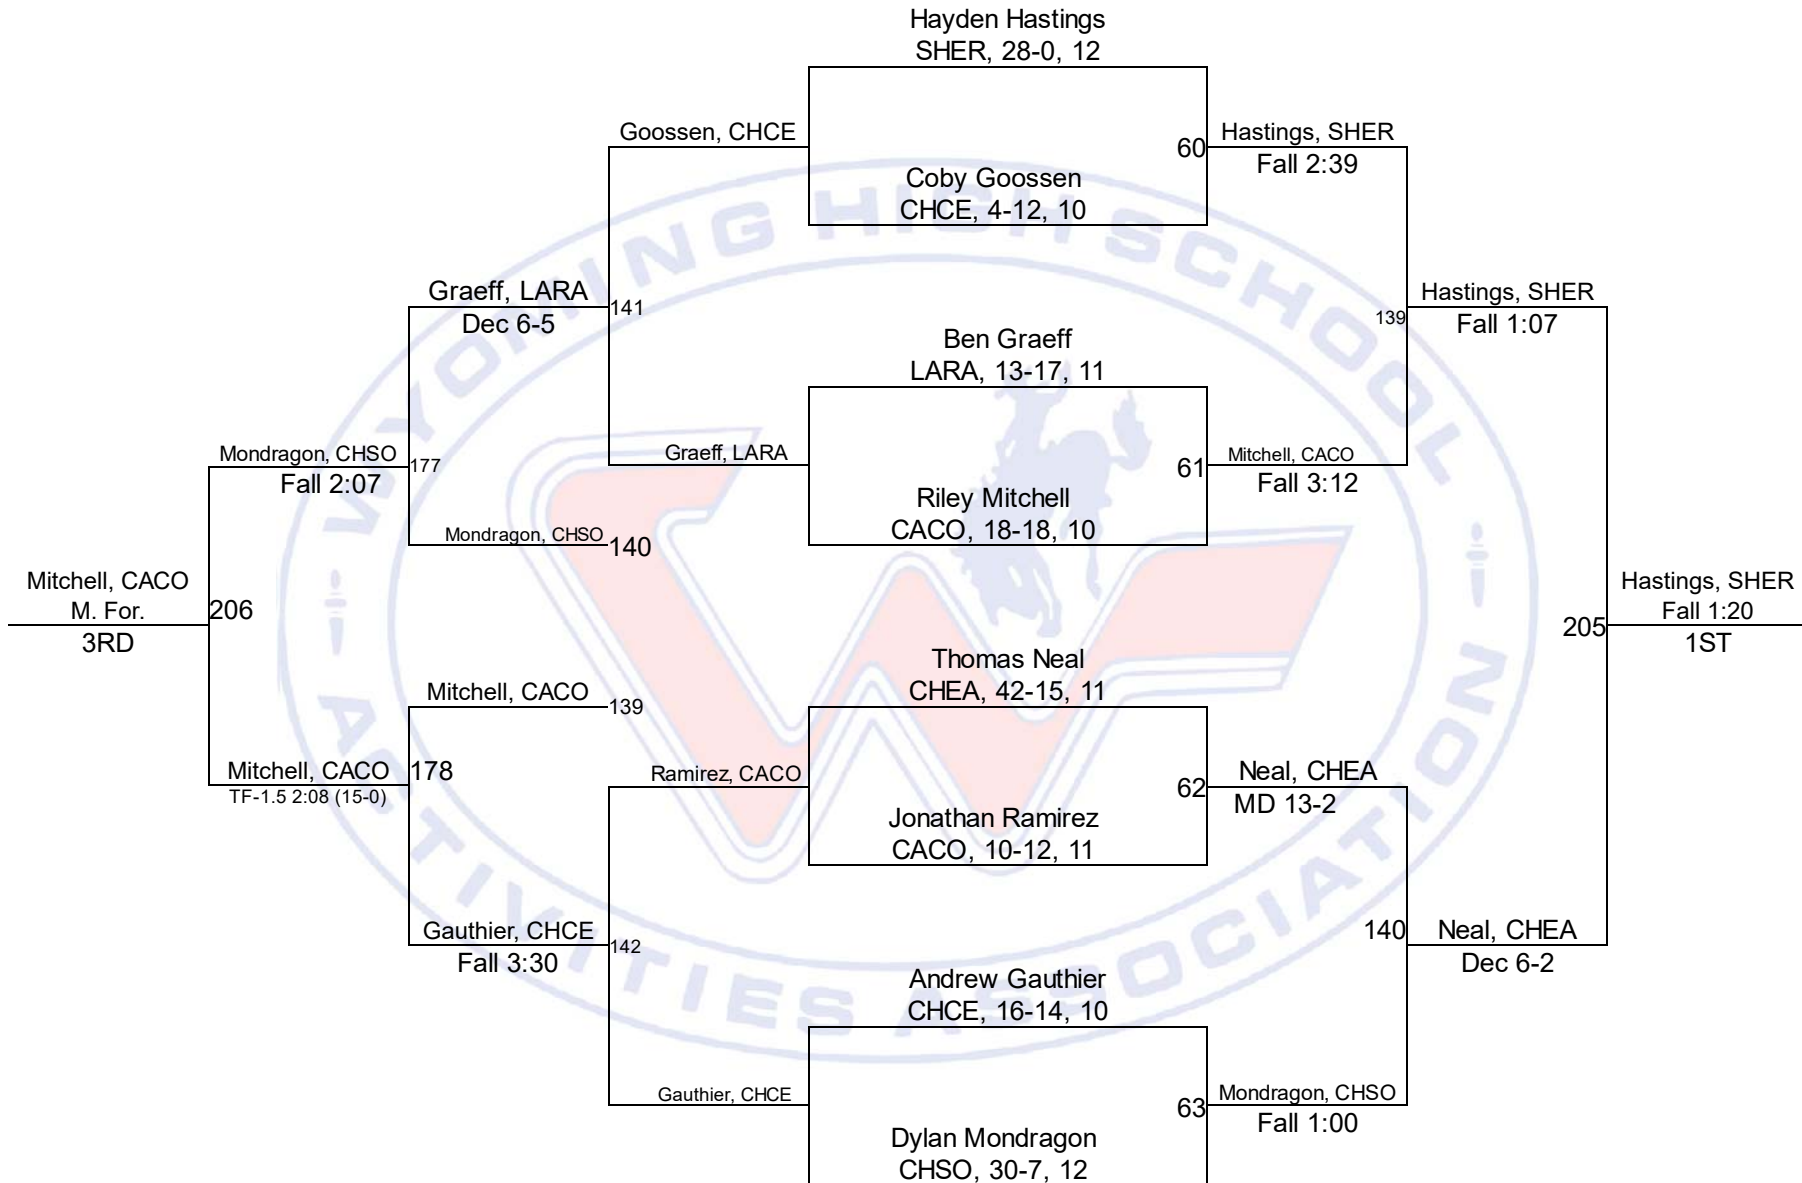 Hayden Hastings
SHER, 28-0, 12
Goossen, CHCE
60
Hastings, SHER
Fall 2:39
Coby Goossen
CHCE, 4-12, 10
Graeff, LARA
Dec 6-5
141
139
Hastings, SHER
Fall 1:07
Ben Graeff
LARA, 13-17, 11
Mondragon, CHSO
Fall 2:07
177
Graeff, LARA
61
Mitchell, CACO
Fall 3:12
Riley Mitchell
CACO, 18-18, 10
Mondragon, CHSO
140
Mitchell, CACO
M. For.
3RD
206
205
Hastings, SHER
Fall 1:20
1ST
Thomas Neal
CHEA, 42-15, 11
Mitchell, CACO
139
Mitchell, CACO
TF-1.5 2:08 (15-0)
178
Ramirez, CACO
62
Neal, CHEA
MD 13-2
Jonathan Ramirez
CACO, 10-12, 11
Gauthier, CHCE
Fall 3:30
142
140
Neal, CHEA
Dec 6-2
Andrew Gauthier
CHCE, 16-14, 10
Gauthier, CHCE
63
Mondragon, CHSO
Fall 1:00
Dylan Mondragon
CHSO, 30-7, 12
WYOMING HIGH SCHOOL
ACTIVITIES ASSOCIATION